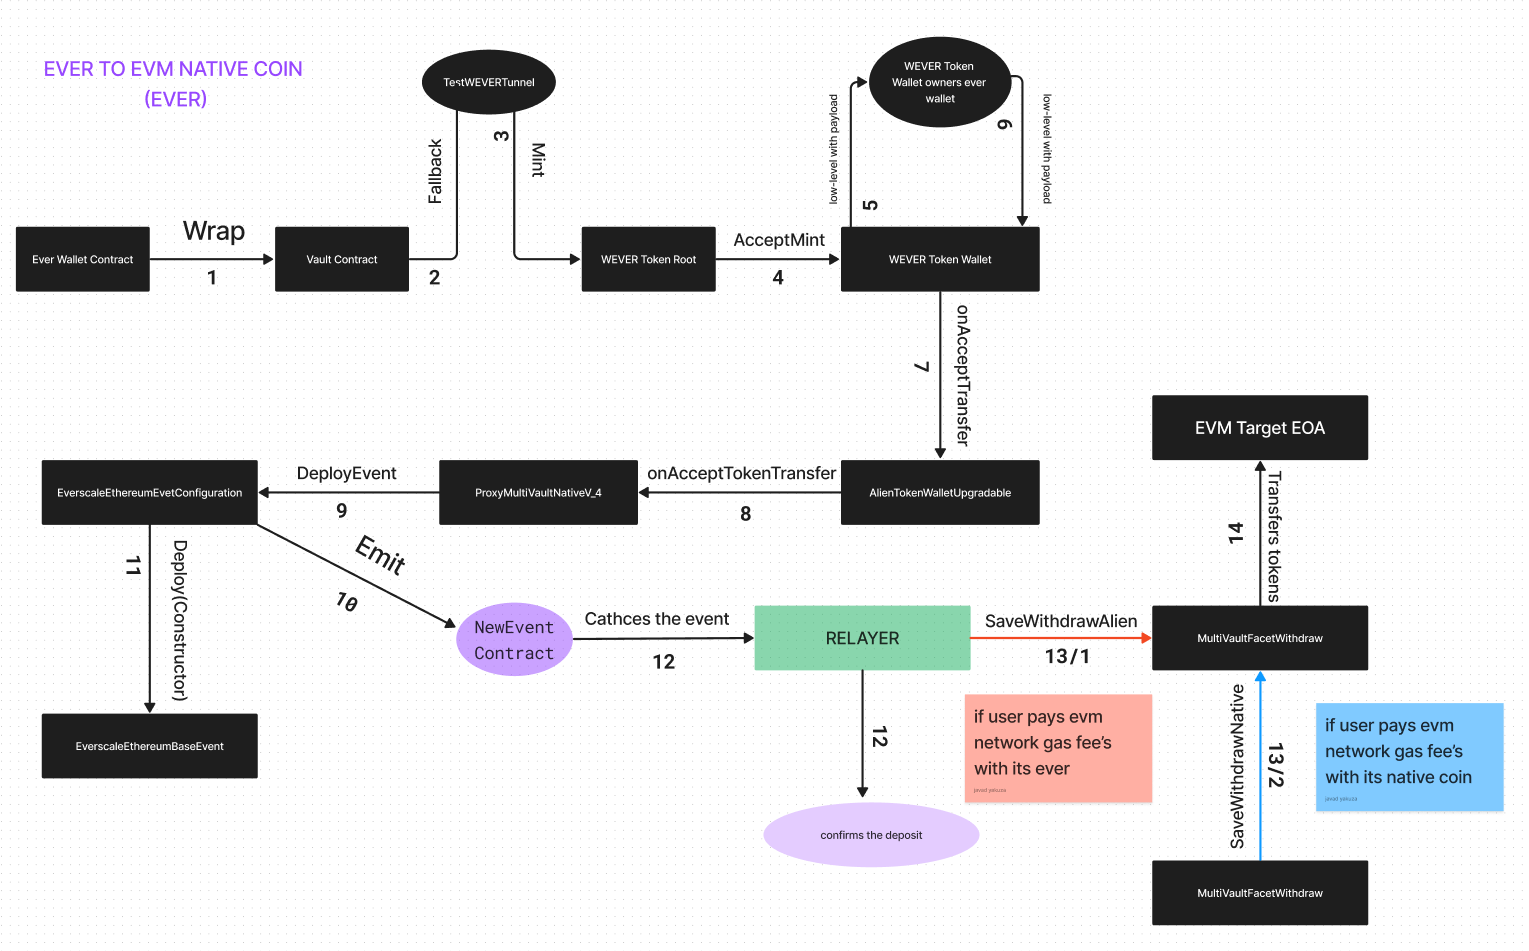 EVER TO EVM NATIVE COIN
(EVER)
TestWEVERTunnel
WEVER Token
Wallet owners ever
wallet
Fallback
3
Mint
low-level with payload
5
6
low-level with payload
Ever Wallet Contract
Wrap
1
Vault Contract
2
WEVER Token Root
AcceptMint
4
WEVER Token Wallet
7
onAcceptTransfer
EVM Target EOA
EverscaleEthereumEvetConfiguration
DeployEvent
9
ProxyMultiVaultNativeV_4
onAcceptTokenTransfer
8
AlienTokenWalletUpgradable
14
Transfers tokens
11
Deploy(Constructor)
Emit
10
NewEvent
Contract
Cathces the event
12
RELAYER
SaveWithdrawAlien
13/1
MultiVaultFacetWithdraw
EverscaleEthereumBaseEvent
12
if user pays evm
network gas fee's
with its ever
javad yakuza
SaveWithdrawNative
13/2
if user pays evm
network gas fee's
with its native coin
javad yakuza
confirms the deposit
MultiVaultFacetWithdraw